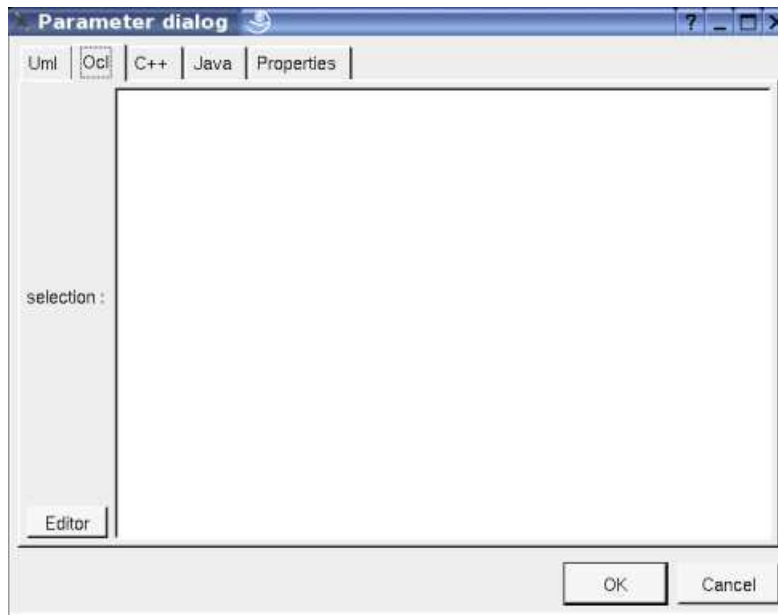 Parameter dialog
Uml Ocl C++ Java Properties
selection :
Editor
OK Cancel